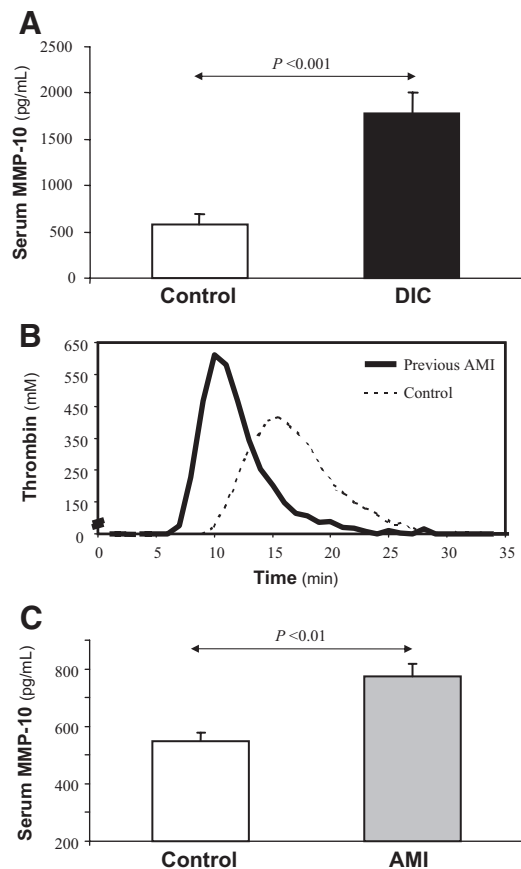 A
Serum MMP-10 (pg/mL)
2500
2000
1500
1000
500
0
P <0.001
Control
DIC
B
Thrombin (mM)
650
550
450
350
250
150
0
Previous AMI
Control
0
5
10
15
20
25
30
35
Time (min)
C
Serum MMP-10 (pg/mL)
800
600
400
200
P <0.01
Control
AMI